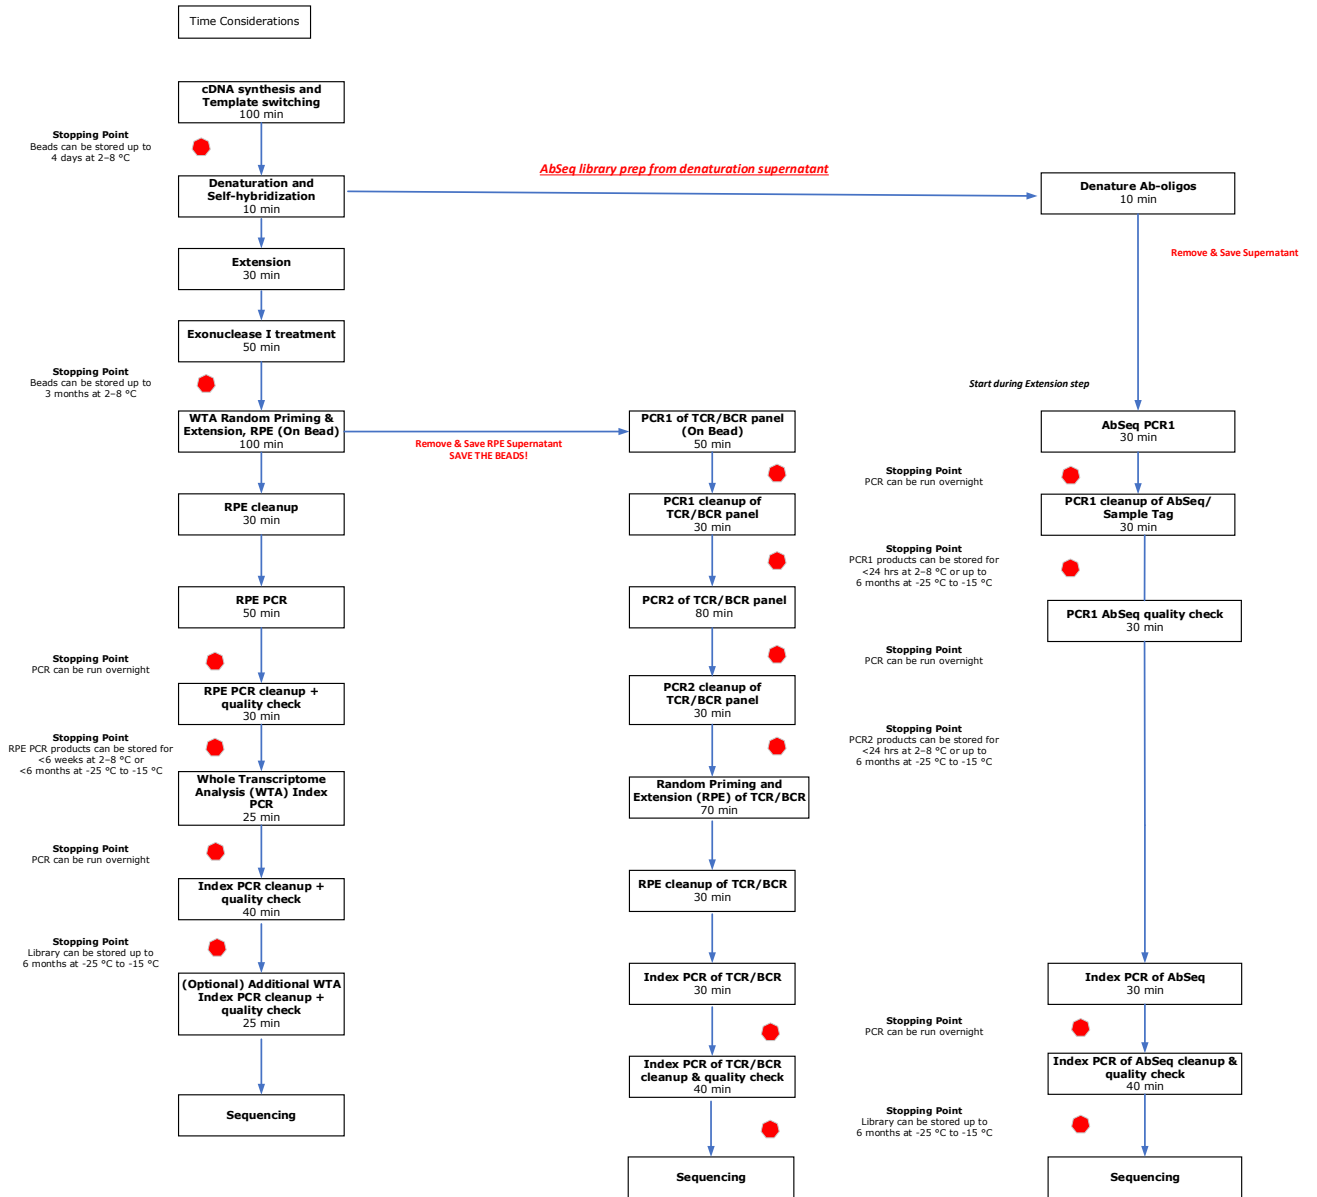 Time Considerations
cDNA synthesis and
Template switching
100 min
Stopping Point
Beads can be stored up to
4 days at 2–8 °C
AbSeq library prep from denaturation supernatant
Denaturation and
Self-hybridization
10 min
Denature Ab-oligos
10 min
Remove & Save Supernatant
Extension
30 min
Exonuclease I treatment
50 min
Stopping Point
Beads can be stored up to
3 months at 2–8 °C
Start during Extension step
WTA Random Priming &
Extension, RPE (On Bead)
100 min
Remove & Save RPE Supernatant
SAVE THE BEADS!
PCR1 of TCR/BCR panel
(On Bead)
50 min
AbSeq PCR1
30 min
Stopping Point
PCR can be run overnight
RPE cleanup
30 min
PCR1 cleanup of
TCR/BCR panel
30 min
PCR1 cleanup of AbSeq/
Sample Tag
30 min
Stopping Point
PCR1 products can be stored for
<24 hrs at 2–8 °C or up to
6 months at -25 °C to -15 °C
RPE PCR
50 min
PCR2 of TCR/BCR panel
80 min
PCR1 AbSeq quality check
30 min
Stopping Point
PCR can be run overnight
Stopping Point
PCR can be run overnight
RPE PCR cleanup +
quality check
30 min
PCR2 cleanup of
TCR/BCR panel
30 min
Stopping Point
RPE PCR products can be stored for
<6 weeks at 2–8 °C or
<6 months at -25 °C to -15 °C
Stopping Point
PCR2 products can be stored for
<24 hrs at 2–8 °C or up to
6 months at -25 °C to -15 °C
Whole Transcriptome
Analysis (WTA) Index
PCR
25 min
Random Priming and
Extension (RPE) of TCR/BCR
70 min
Stopping Point
PCR can be run overnight
Index PCR cleanup +
quality check
40 min
RPE cleanup of TCR/BCR
30 min
Stopping Point
Library can be stored up to
6 months at -25 °C to -15 °C
(Optional) Additional WTA
Index PCR cleanup +
quality check
25 min
Index PCR of TCR/BCR
30 min
Index PCR of AbSeq
30 min
Stopping Point
PCR can be run overnight
Index PCR of TCR/BCR
cleanup & quality check
40 min
Index PCR of AbSeq cleanup &
quality check
40 min
Sequencing
Stopping Point
Library can be stored up to
6 months at -25 °C to -15 °C
Sequencing
Sequencing